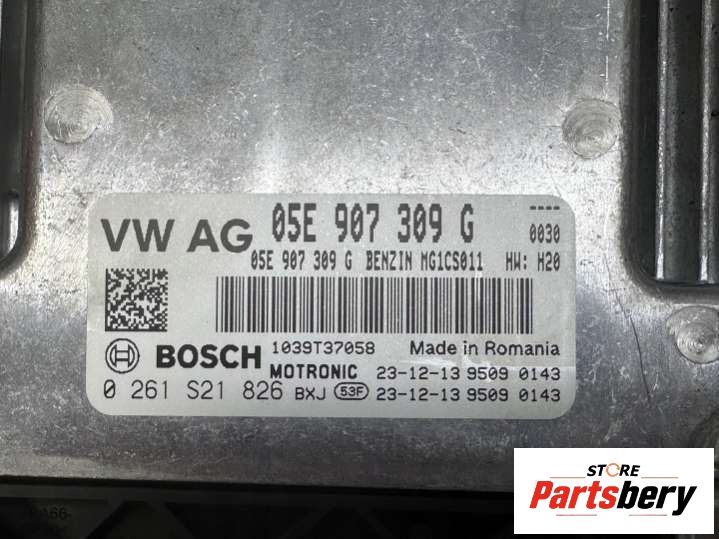 VW AG 05E 907 309 G ----
0030
05E 907 309 G BENZIN MG1CS011 HW: H20
BOSCH 1039T37058 Made in Romania
MOTRONIC 23-12-13 9509 0143
0 261 S21 826 BXJ 53F 23-12-13 9509 0143
STORE
Partsbery